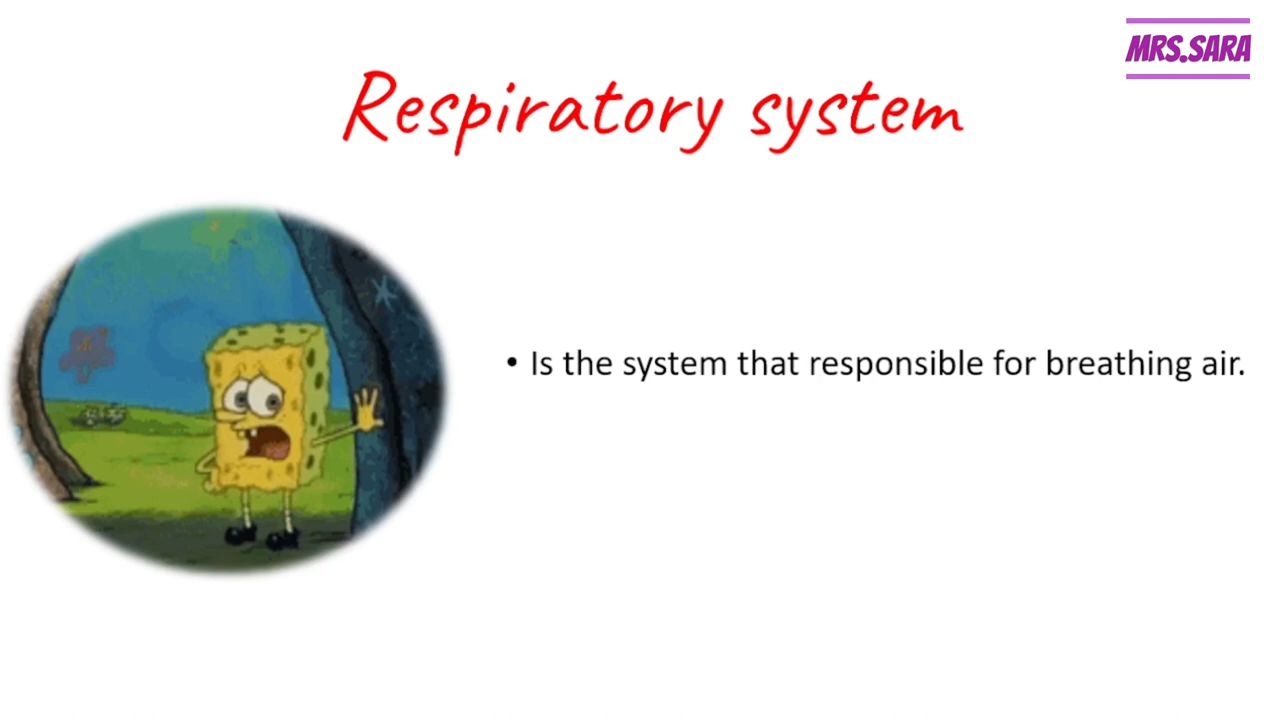 MRS.SARA
Respiratory system
• Is the system that responsible for breathing air.